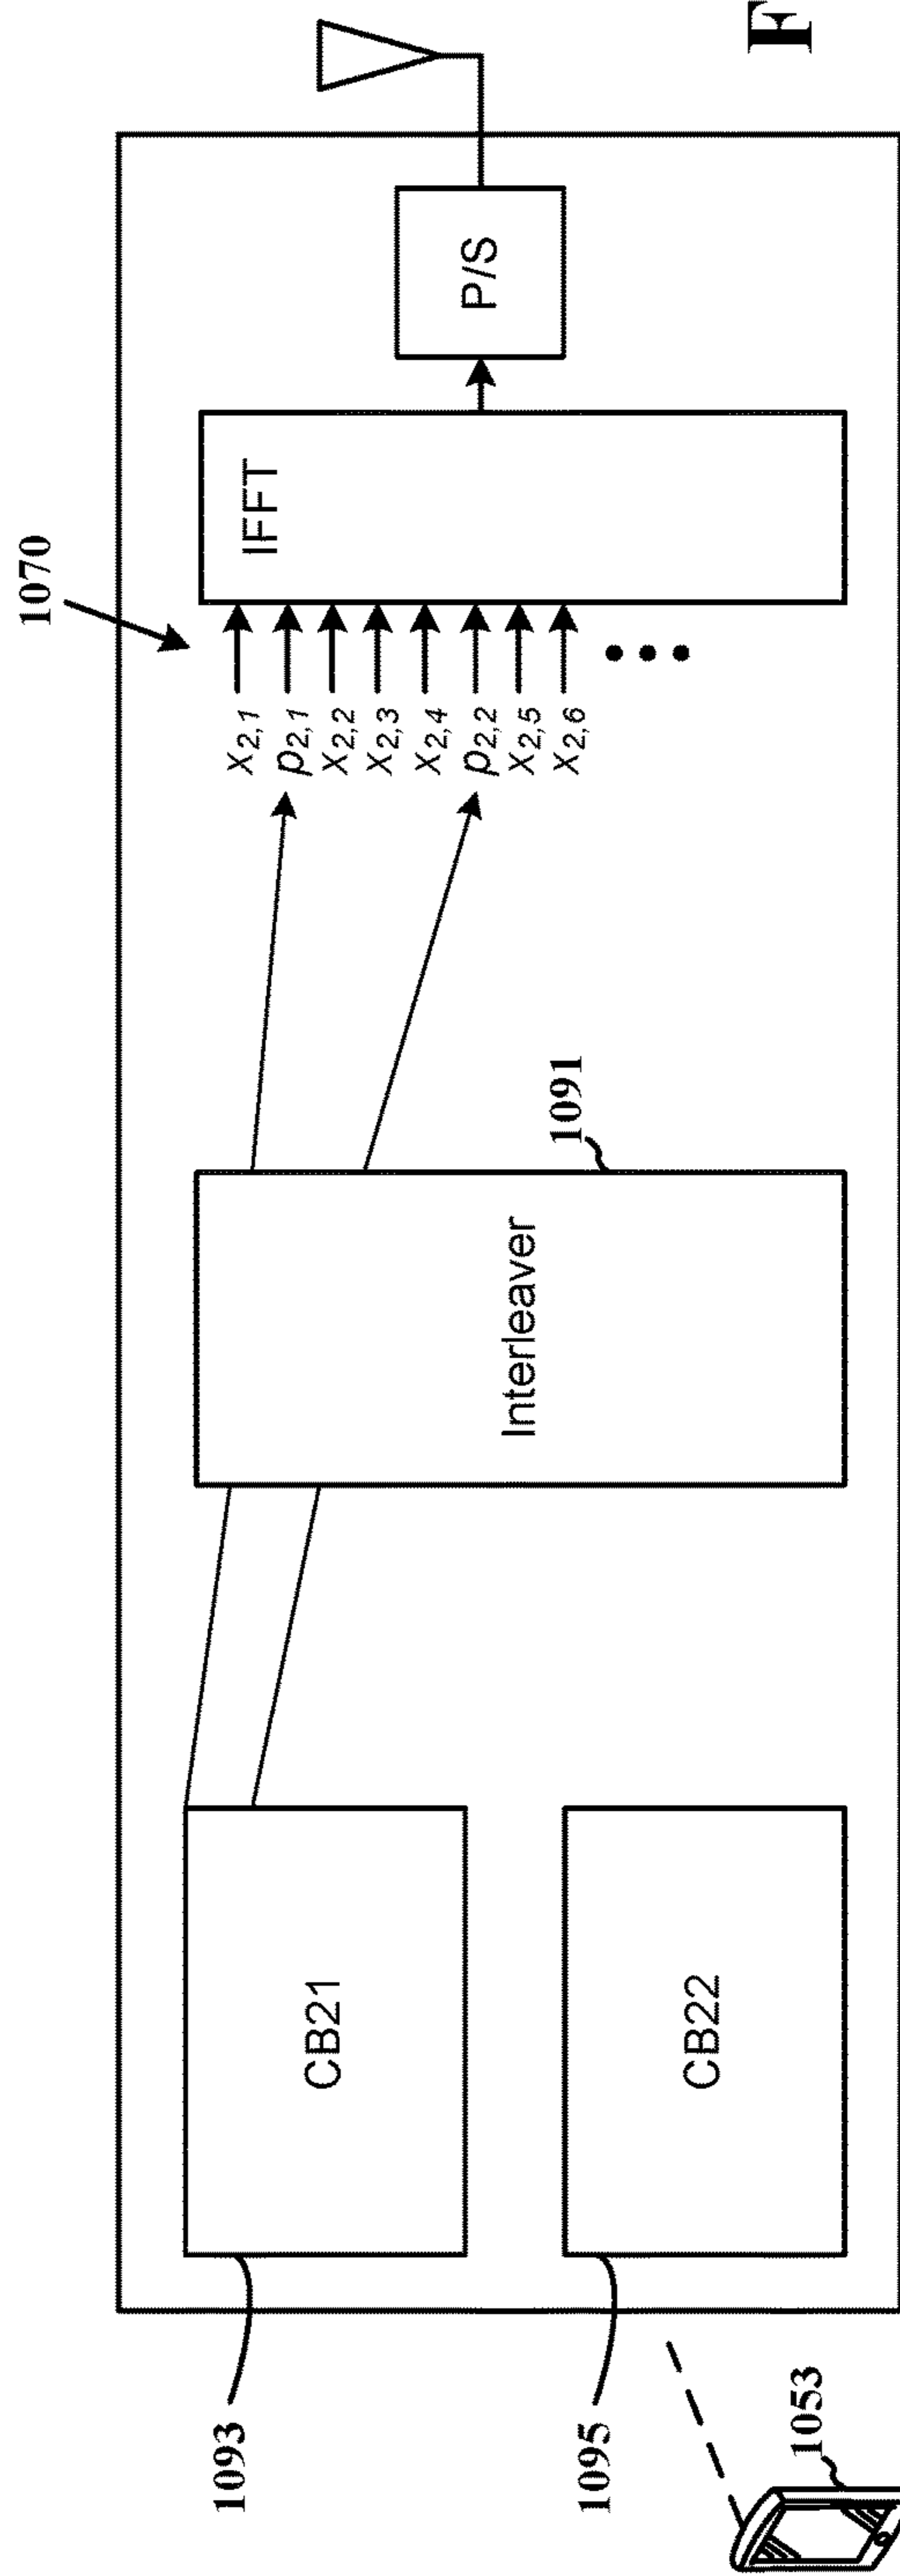 1070
1093
CB21
1095
CB22
Interleaver
1091
x2,1
p2,1
x2,2
x2,3
x2,4
p2,2
x2,5
x2,6
IFFT
P/S
1053
F